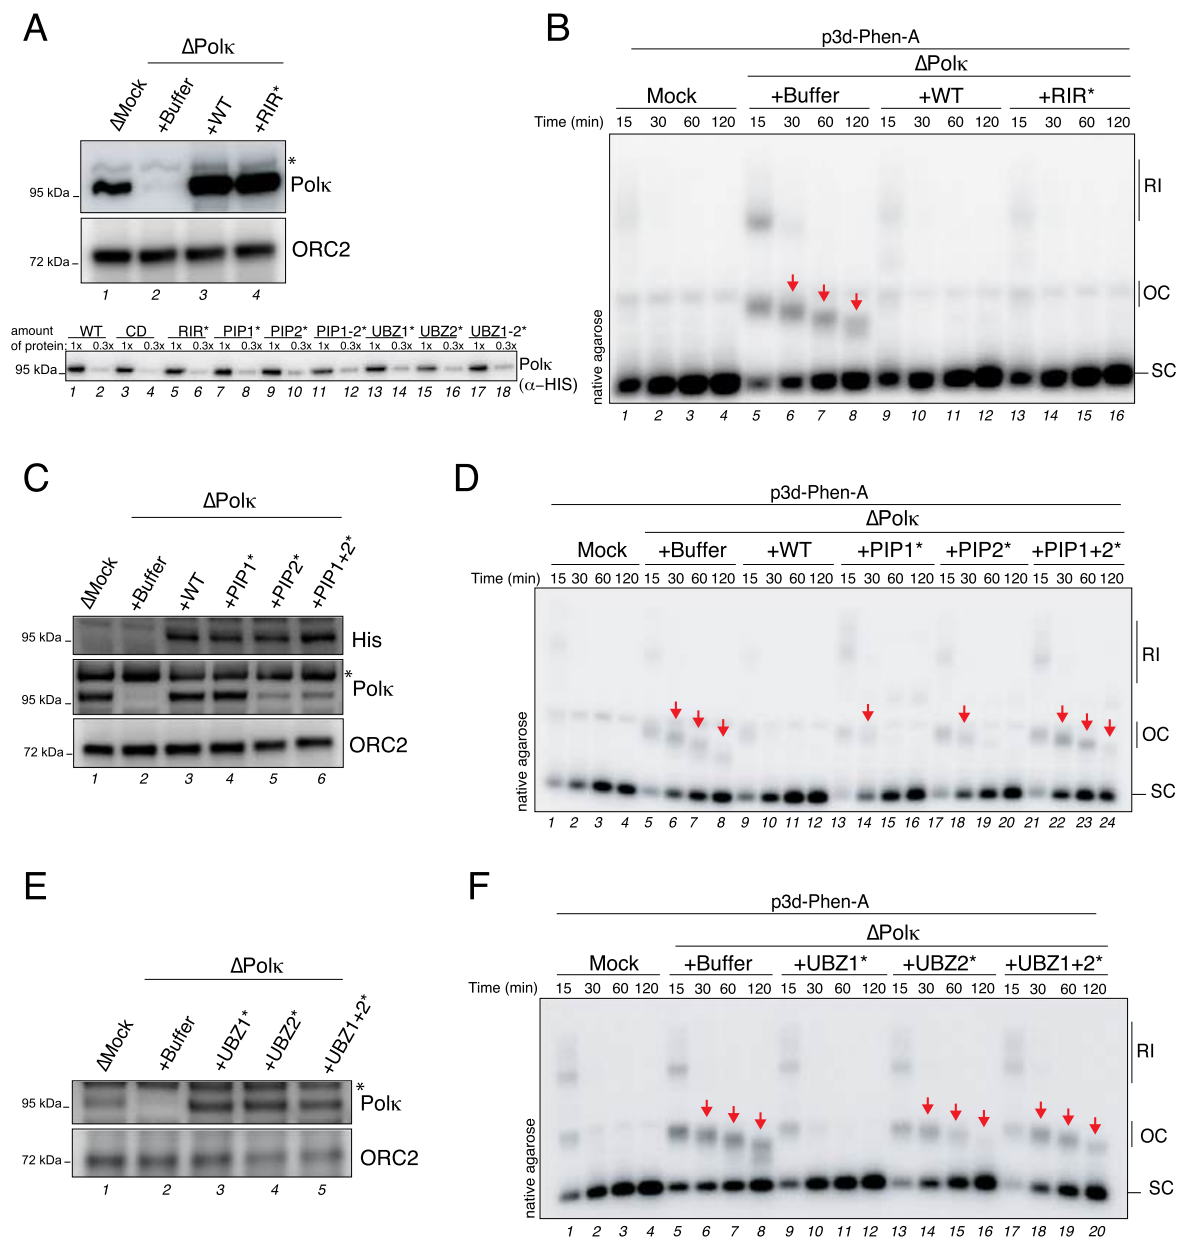 A
ΔPolκ
ΔMock +Buffer +WT +RIR*
*
Polκ
95 kDa
ORC2
72 kDa
1 2 3 4
amount of protein:
WT CD RIR* PIP1* PIP2* PIP1-2* UBZ1* UBZ2* UBZ1-2*
1x 0.3x 1x 0.3x 1x 0.3x 1x 0.3x 1x 0.3x 1x 0.3x 1x 0.3x 1x 0.3x 1x 0.3x
95 kDa
Polκ
(α–HIS)
1 2 3 4 5 6 7 8 9 10 11 12 13 14 15 16 17 18
B
p3d-Phen-A
ΔPolκ
Mock +Buffer +WT +RIR*
Time (min) 15 30 60 120 15 30 60 120 15 30 60 120 15 30 60 120
RI
OC
SC
native agarose
1 2 3 4 5 6 7 8 9 10 11 12 13 14 15 16
C
ΔPolκ
ΔMock +Buffer +WT +PIP1* +PIP2* +PIP1+2*
95 kDa
His
*
Polκ
95 kDa
ORC2
72 kDa
1 2 3 4 5 6
D
p3d-Phen-A
ΔPolκ
Mock +Buffer +WT +PIP1* +PIP2* +PIP1+2*
Time (min) 15 30 60 120 15 30 60 120 15 30 60 120 15 30 60 120 15 30 60 120 15 30 60 120
RI
OC
SC
native agarose
1 2 3 4 5 6 7 8 9 10 11 12 13 14 15 16 17 18 19 20 21 22 23 24
E
ΔPolκ
ΔMock +Buffer +UBZ1* +UBZ2* +UBZ1+2*
*
Polκ
95 kDa
ORC2
72 kDa
1 2 3 4 5
F
p3d-Phen-A
ΔPolκ
Mock +Buffer +UBZ1* +UBZ2* +UBZ1+2*
Time (min) 15 30 60 120 15 30 60 120 15 30 60 120 15 30 60 120 15 30 60 120
RI
OC
SC
native agarose
1 2 3 4 5 6 7 8 9 10 11 12 13 14 15 16 17 18 19 20